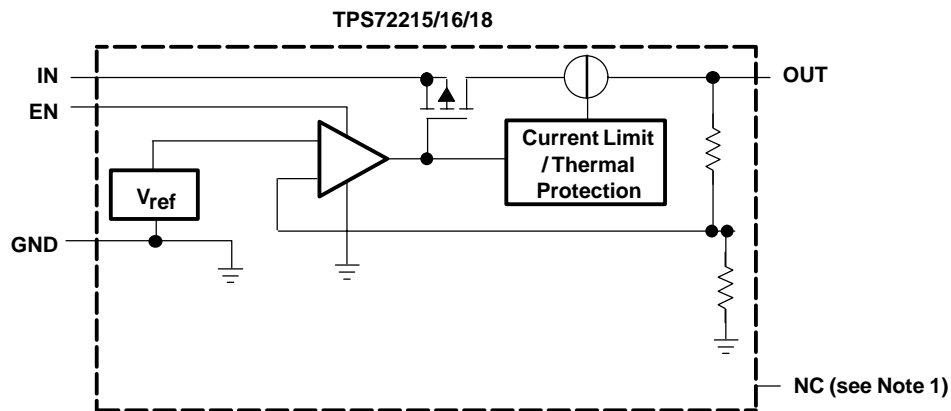 TPS72215/16/18
IN
OUT
EN
Current Limit
/ Thermal
Protection
Vref
GND
NC (see Note 1)